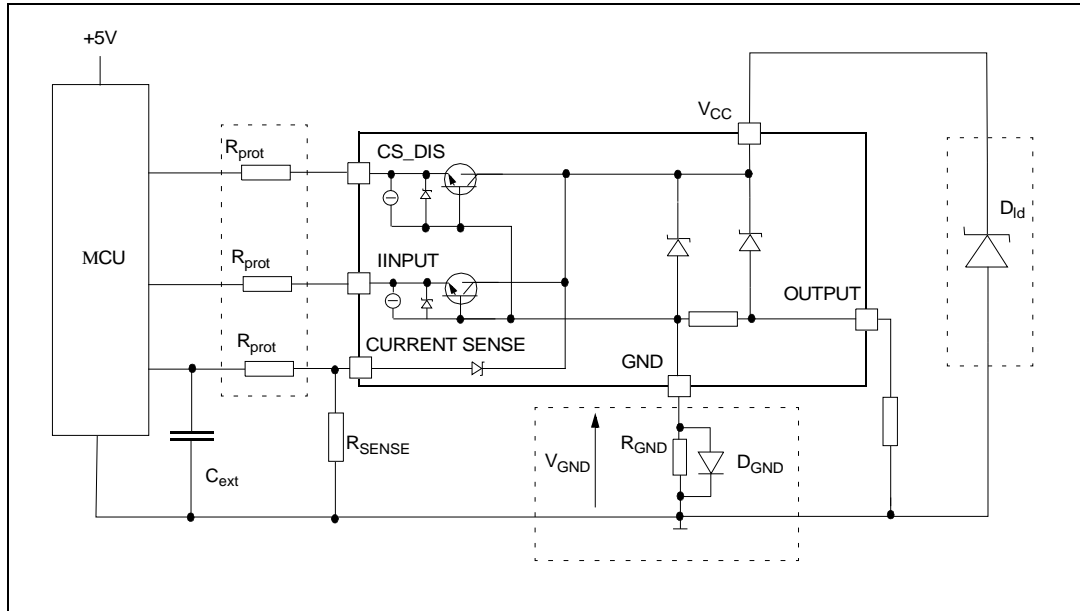 +5V
VCC
Rprot
CS_DIS
Dld
MCU
Rprot
IINPUT
OUTPUT
Rprot
CURRENT SENSE
GND
RSENSE
RGND
VGND
DGND
Cext